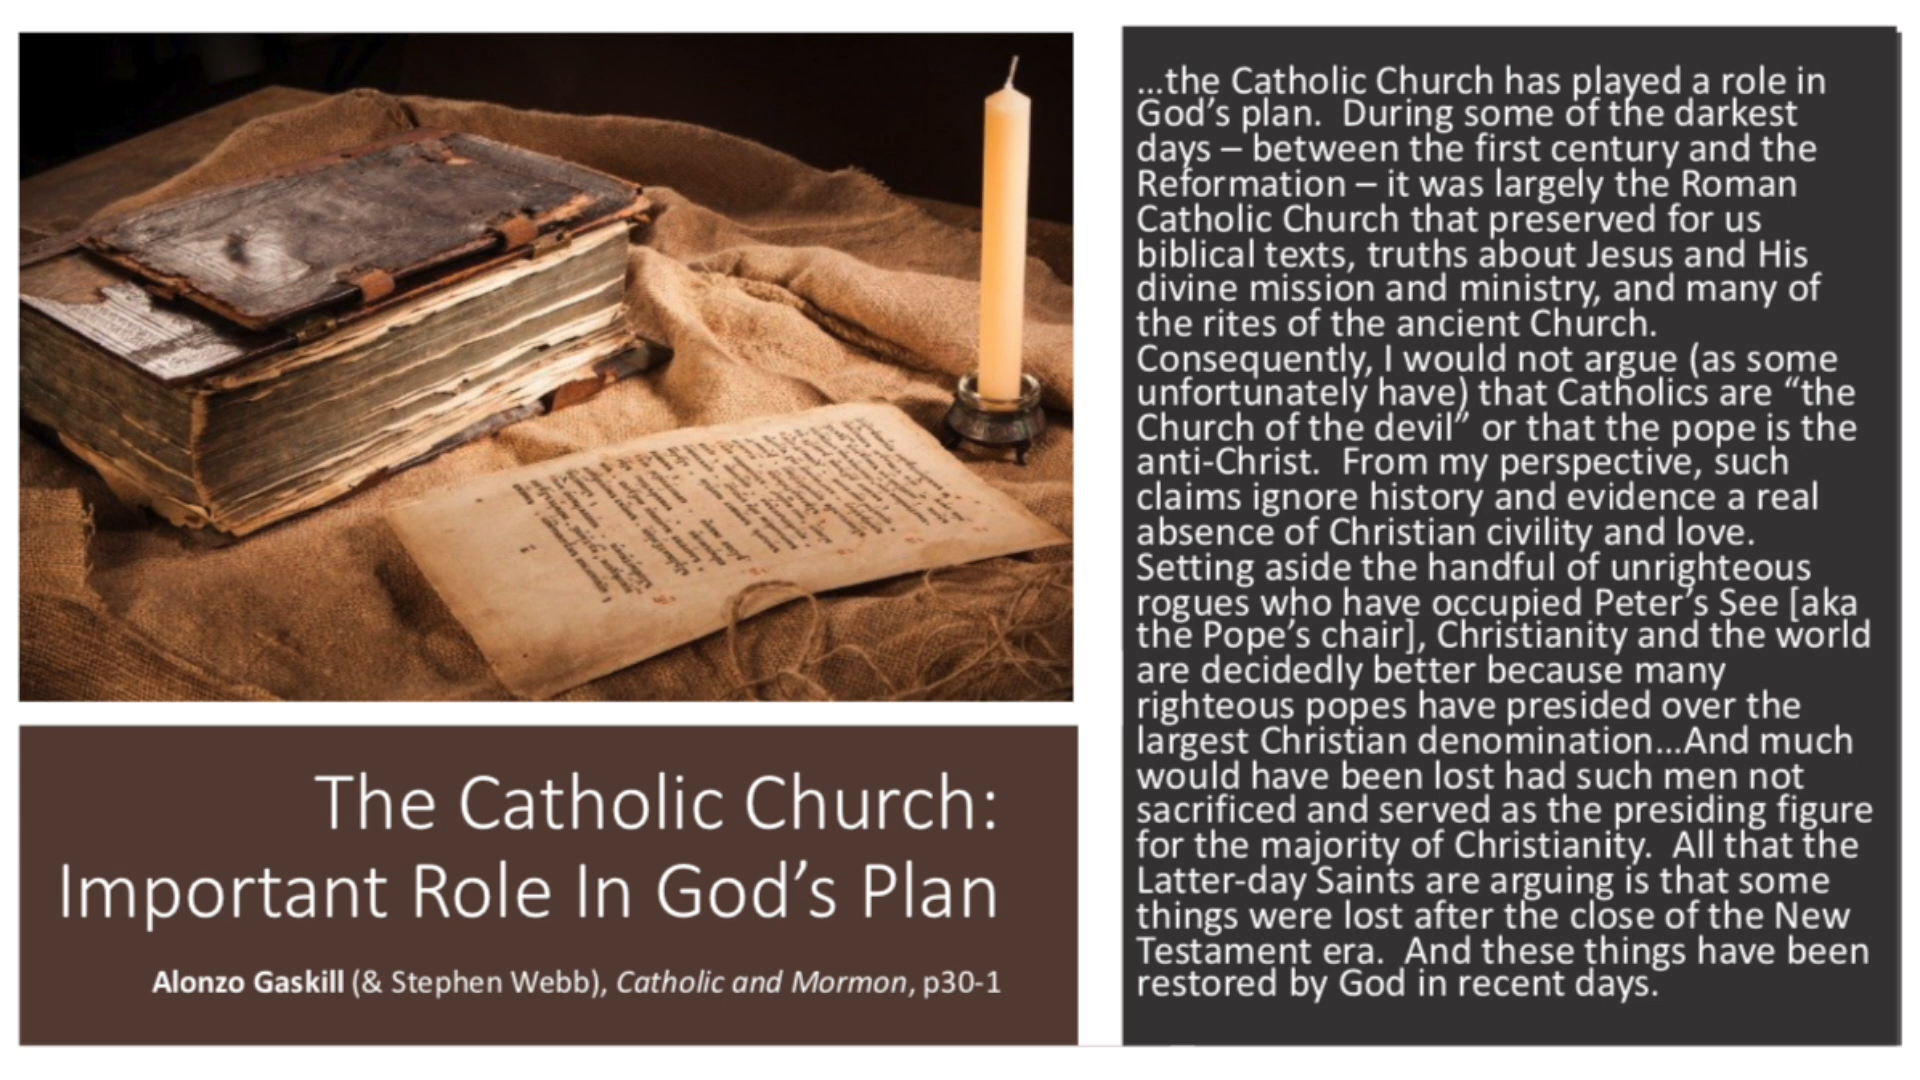 The Catholic Church:
Important Role In God’s Plan
Alonzo Gaskill (& Stephen Webb), Catholic and Mormon, p30-1
...the Catholic Church has played a role in
God’s plan.  During some of the darkest
days – between the first century and the
Reformation – it was largely the Roman
Catholic Church that preserved for us
biblical texts, truths about Jesus and His
divine mission and ministry, and many of
the rites of the ancient Church.
Consequently, I would not argue (as some
unfortunately have) that Catholics are “the
Church of the devil” or that the pope is the
anti-Christ.  From my perspective, such
claims ignore history and evidence a real
absence of Christian civility and love.
Setting aside the handful of unrighteous
rogues who have occupied Peter’s See [aka
the Pope’s chair], Christianity and the world
are decidedly better because many
righteous popes have presided over the
largest Christian denomination...And much
would have been lost had such men not
sacrificed and served as the presiding figure
for the majority of Christianity.  All that the
Latter-day Saints are arguing is that some
things were lost after the close of the New
Testament era.  And these things have been
restored by God in recent days.